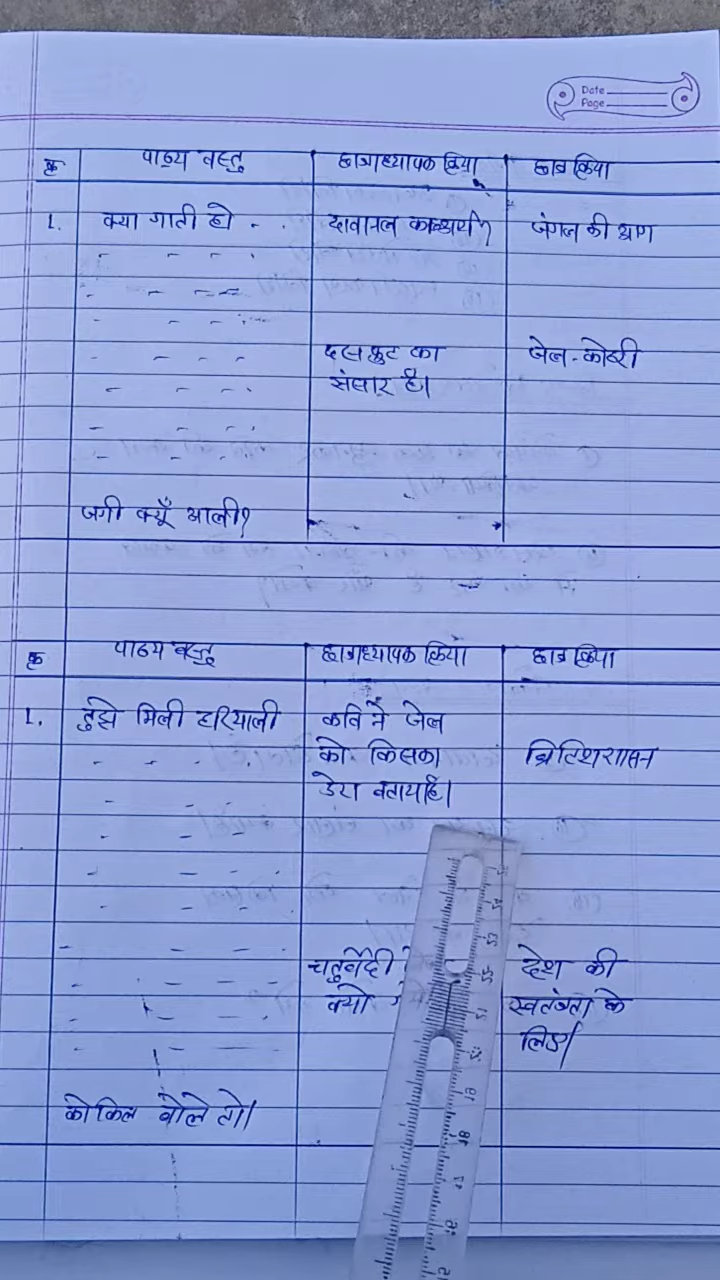 Date
Page
क्र पाठ्य वस्तु छात्राध्यापक क्रिया छात्र क्रिया
1. क्या गाती हो - . दावानल का अर्थ? जंगल की आग
दस फुट का जेल-कोठरी
संसार है।
जगी क्यूँ आली?
क्र पाठ्य वस्तु छात्राध्यापक क्रिया छात्र क्रिया
1. तुझे मिली हरियाली कवि ने जेल
को किसका ब्रिटिश शासन
डेरा बताया है।
चतुर्वेदी देश की
क्यो स्वतंत्रता के
लिए।
कोकिल बोलो तो।